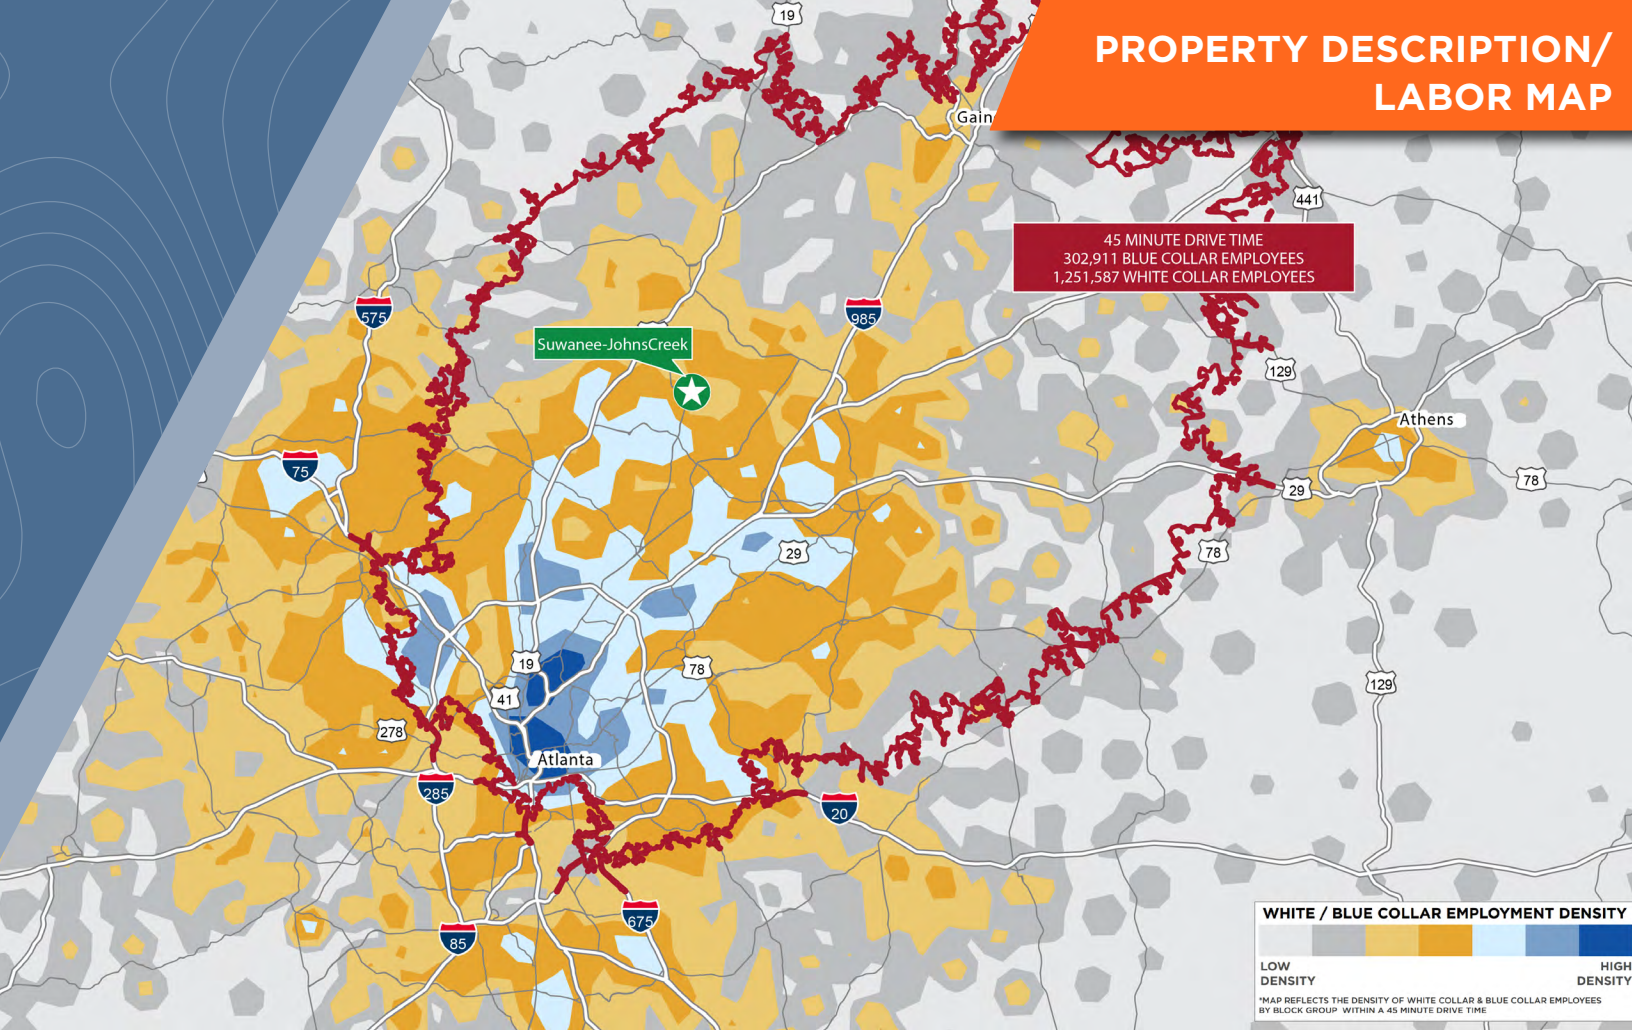 PROPERTY DESCRIPTION/
LABOR MAP
19
441
45 MINUTE DRIVE TIME
302,911 BLUE COLLAR EMPLOYEES
1,251,587 WHITE COLLAR EMPLOYEES
575
985
Suwanee-JohnsCreek
129
Athens
75
29
78
29
78
19
78
41
129
278
Atlanta
285
20
675
85
WHITE / BLUE COLLAR EMPLOYMENT DENSITY
LOW
DENSITY
HIGH
DENSITY
*MAP REFLECTS THE DENSITY OF WHITE COLLAR & BLUE COLLAR EMPLOYEES
BY BLOCK GROUP WITHIN A 45 MINUTE DRIVE TIME